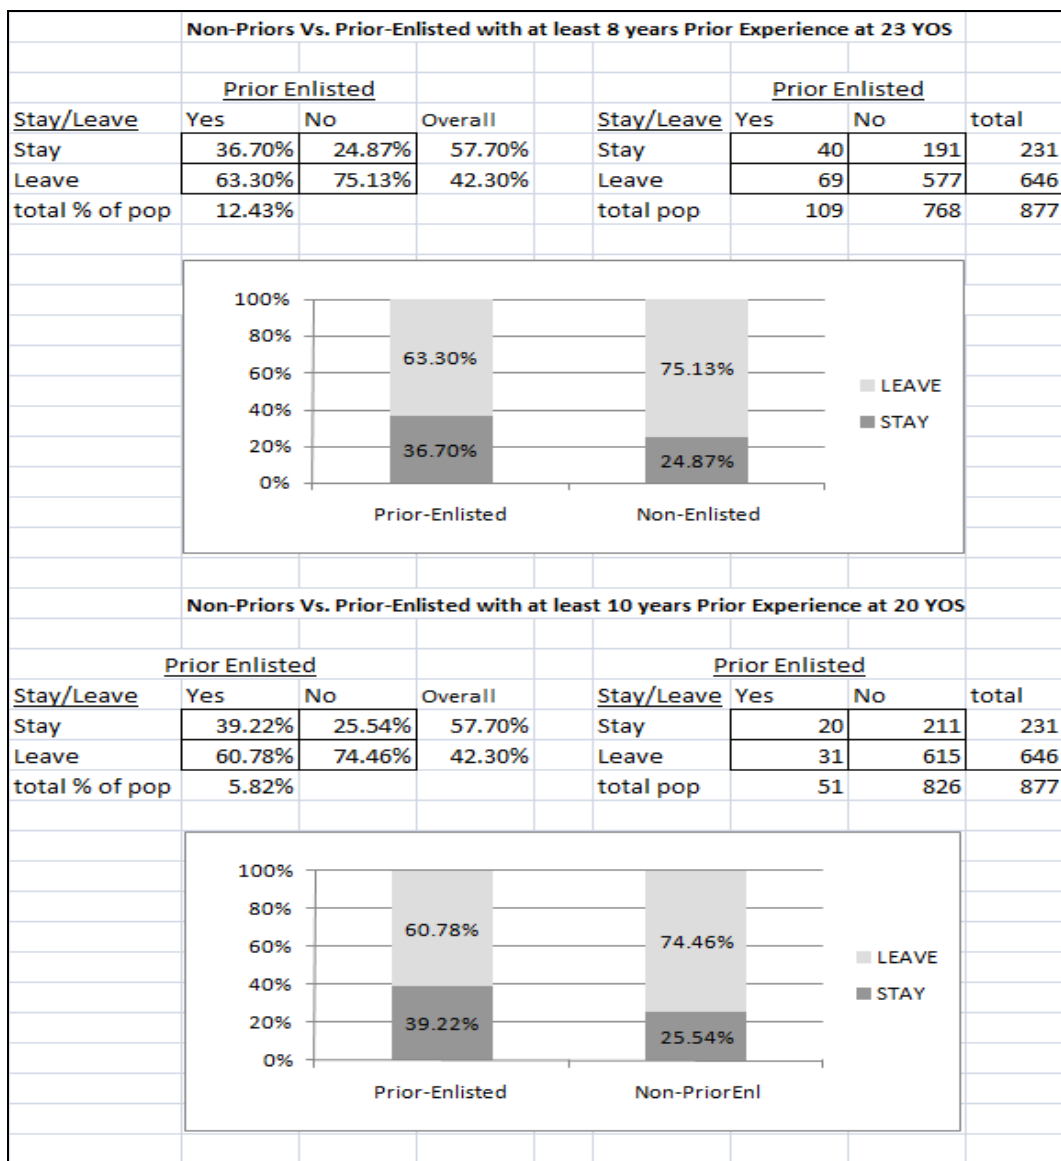 Non-Priors Vs. Prior-Enlisted with at least 8 years Prior Experience at 23 YOS
Prior Enlisted Prior Enlisted
Stay/Leave Yes No Overall Stay/Leave Yes No total
Stay 36.70% 24.87% 57.70% Stay 40 191 231
Leave 63.30% 75.13% 42.30% Leave 69 577 646
total % of pop 12.43% total pop 109 768 877
100%
80%
63.30% 75.13%
60%
LEAVE
40%
STAY
20%
36.70% 24.87%
0%
Prior-Enlisted Non-Enlisted
Non-Priors Vs. Prior-Enlisted with at least 10 years Prior Experience at 20 YOS
Prior Enlisted Prior Enlisted
Stay/Leave Yes No Overall Stay/Leave Yes No total
Stay 39.22% 25.54% 57.70% Stay 20 211 231
Leave 60.78% 74.46% 42.30% Leave 31 615 646
total % of pop 5.82% total pop 51 826 877
100%
80%
60.78% 74.46%
60%
LEAVE
40%
STAY
20%
39.22% 25.54%
0%
Prior-Enlisted Non-PriorEnl